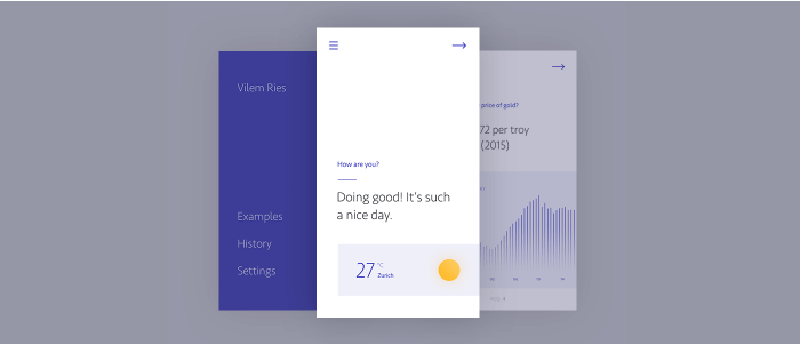 Vilem Ries
Examples
History
Settings
How are you?
Doing good! It's such
a nice day.
27 °C
Zurich
price of gold?
72 per troy
(2015)